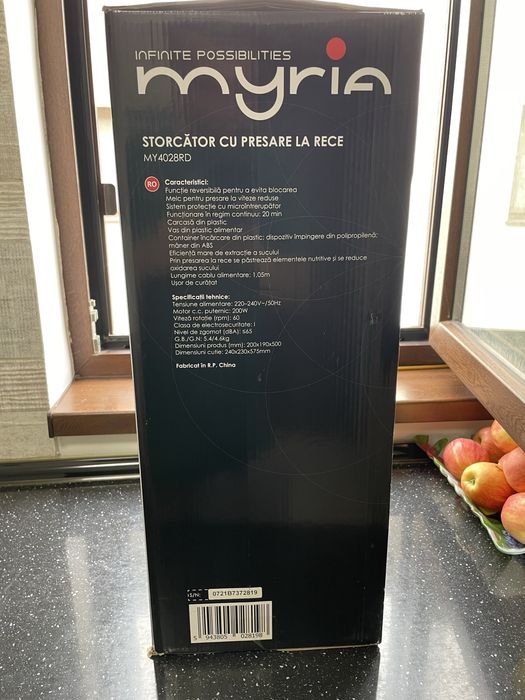 INFINITE POSSIBILITIES
myria
STORCĂTOR CU PRESARE LA RECE
MY4028RD
RO
Caracteristici:
Funcție reversibilă pentru a evita blocarea
Melc pentru presare la viteze reduse
Sistem protecție cu microîntrerupător
Funcționare în regim continuu: 20 min
Carcasă din plastic
Vas din plastic alimentar
Container încărcare din plastic; dispozitiv împingere din polipropilenă;
mâner din ABS
Eficiență mare de extracție a sucului
Prin presarea la rece se păstrează elementele nutritive și se reduce
oxidarea sucului
Lungime cablu alimentare: 1,05m
Ușor de curățat
Specificații tehnice:
Tensiune alimentare: 220-240V~/50Hz
Motor c.c. puternic: 200W
Viteză rotație (rpm): 60
Clasa de electrosecuritate: I
Nivel de zgomot (dBA): ≤65
G.B./G.N: 5.4/4.6kg
Dimensiuni produs (mm): 200x190x500
Dimensiuni cutie: 240x230x575mm
Fabricat în R.P. China
S/N: 0721B7372819
5 943805 028198